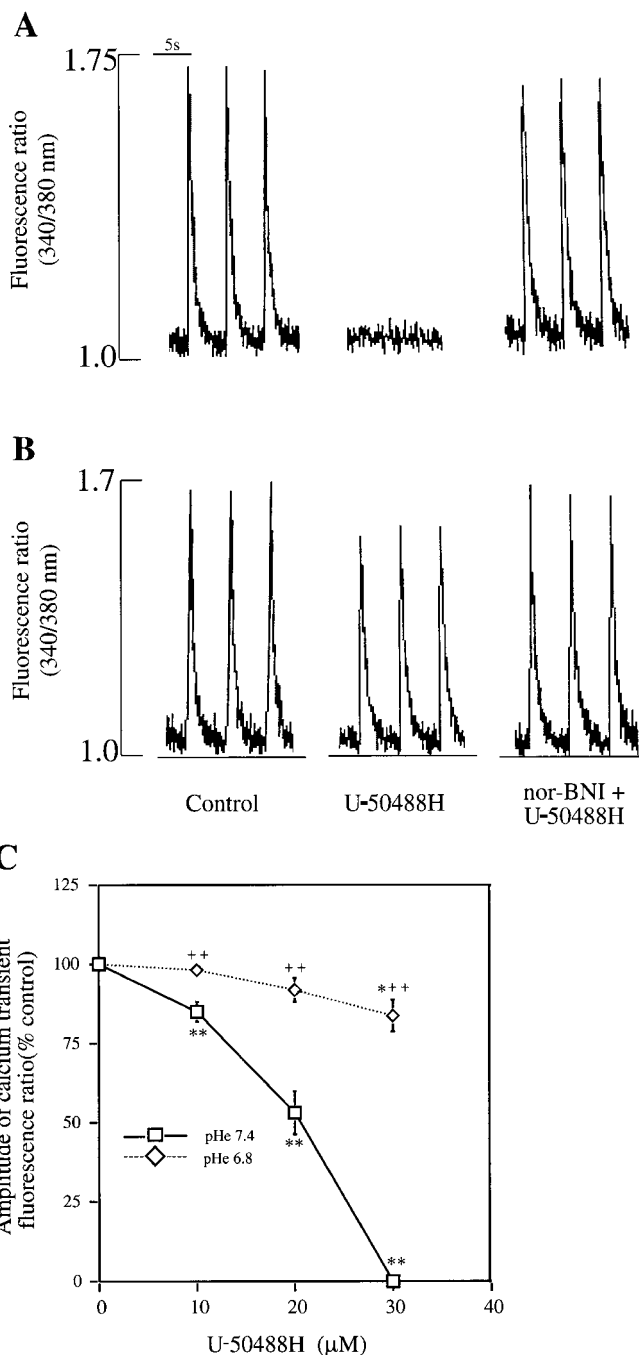 A
5s
1.75
Fluorescence ratio
(340/380 nm)
1.0
B
1.7
Fluorescence ratio
(340/380 nm)
1.0
Control
U-50488H
nor-BNI +
U-50488H
C
125
100
75
50
25
0
Amplitude of calcium transient
fluorescence ratio(% control)
++
++
*++
**
**
**
pHe 7.4
pHe 6.8
0
10
20
30
40
U-50488H (μM)